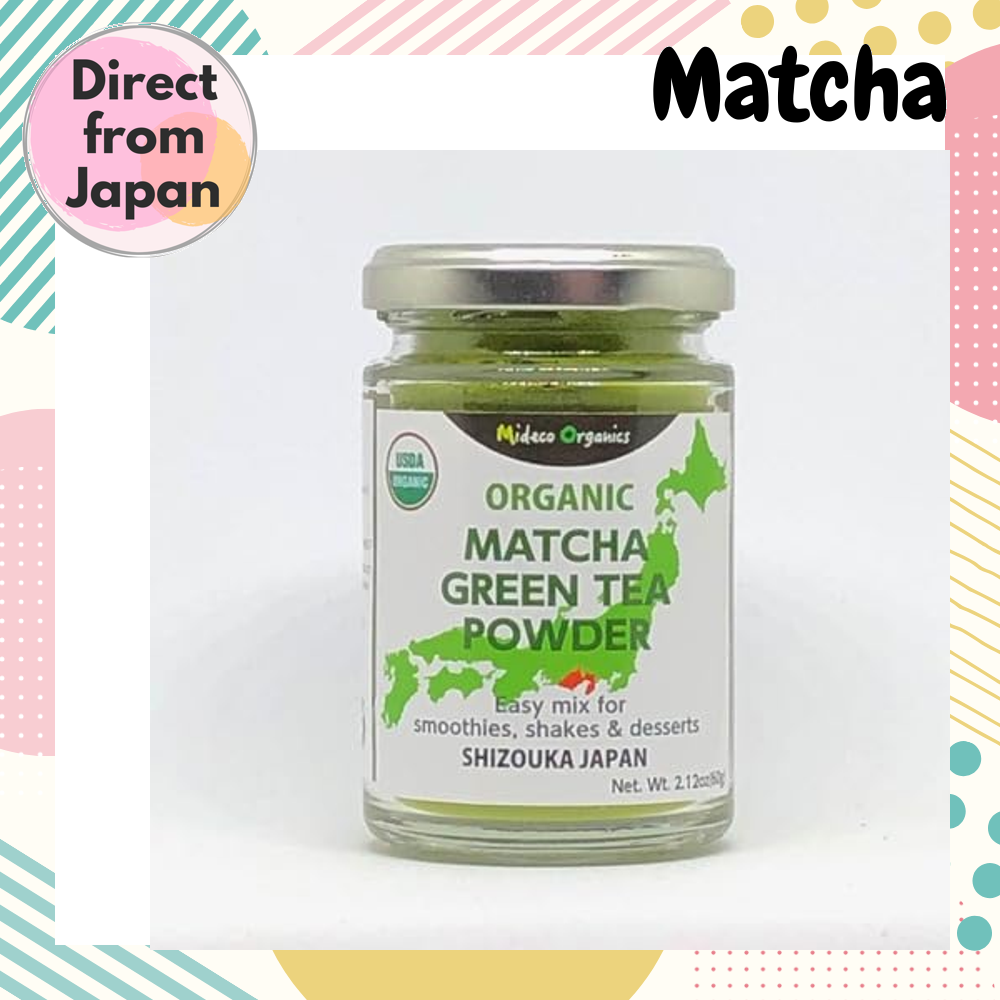 Direct
from
Japan
Matcha
Mideco Organics
USDA
ORGANIC
ORGANIC
MATCHA
GREEN TEA
POWDER
Easy mix for
smoothies, shakes & desserts
SHIZOUKA JAPAN
Net. Wt. 2.12oz(60g